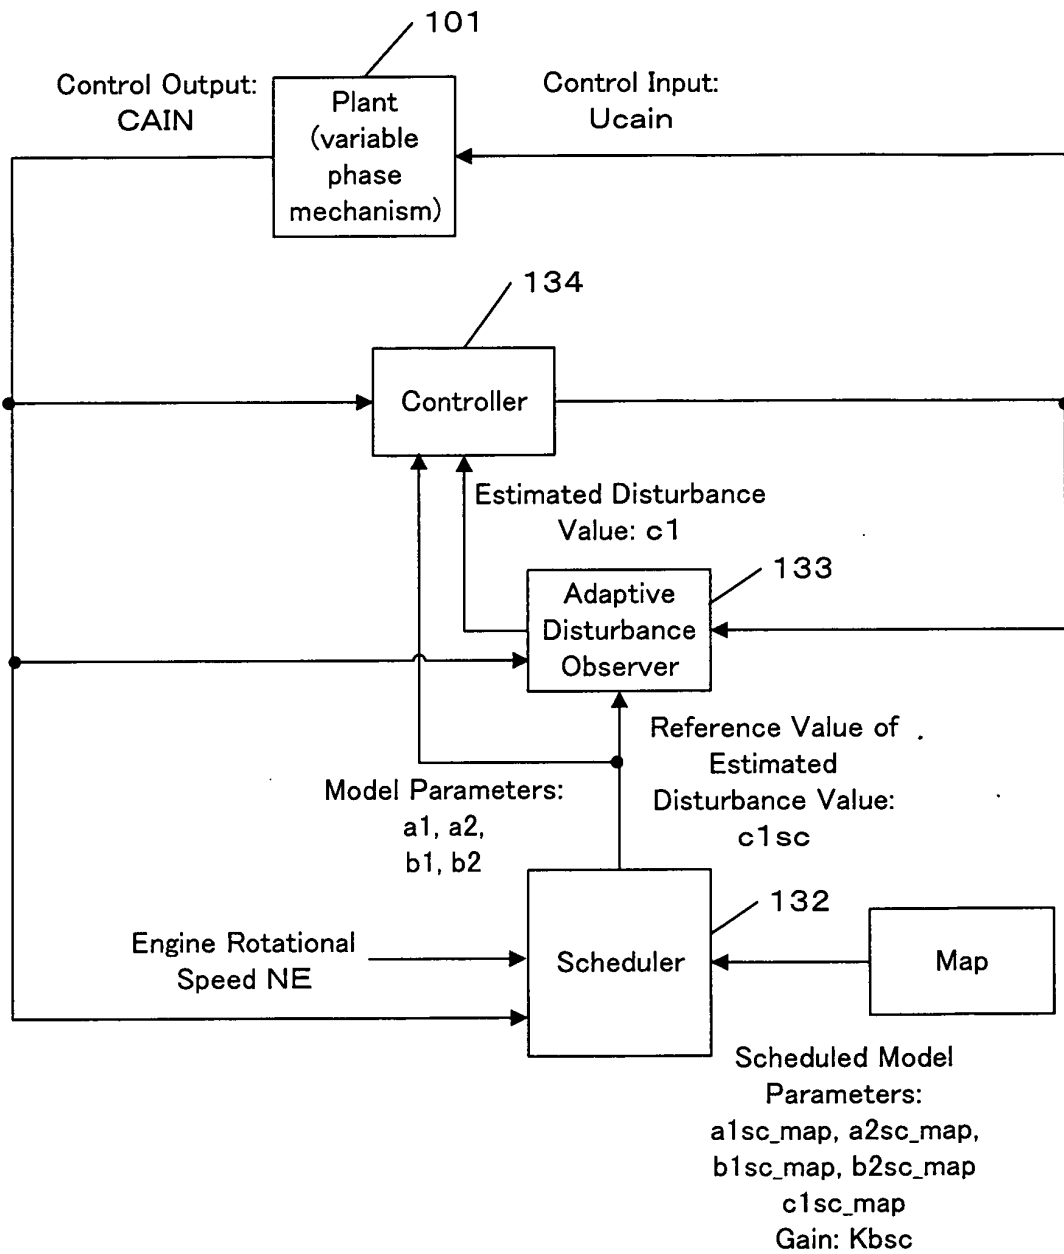 101
Control Output:
CAIN
Plant
(variable
phase
mechanism)
Control Input:
Ucain
134
Controller
Estimated Disturbance
Value: c1
133
Adaptive
Disturbance
Observer
Reference Value of
Estimated
Disturbance Value:
c1sc
Model Parameters:
a1, a2,
b1, b2
132
Engine Rotational
Speed NE
Scheduler
Map
Scheduled Model
Parameters:
a1sc_map, a2sc_map,
b1sc_map, b2sc_map
c1sc_map
Gain: Kbsc